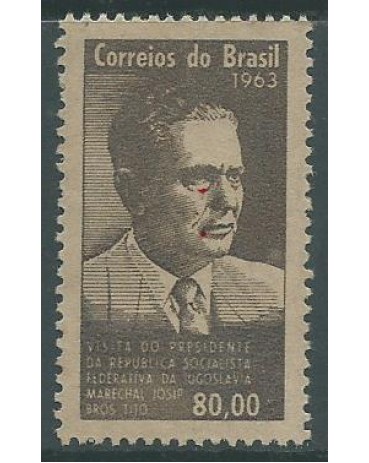 Correios do Brasil
1963
VISITA DO PRESIDENTE
DA REPUBLICA SOCIALISTA
FEDERATIVA DA IUGOSLAVIA
MARECHAL JOSIP
BROS TITO
80,00